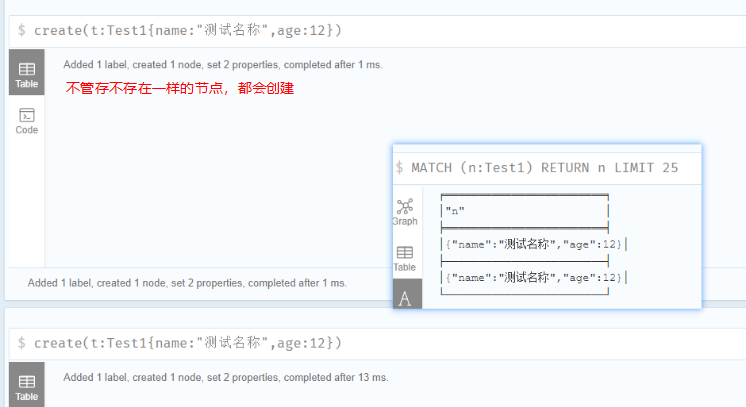 $ create(t:Test1{name:"测试名称",age:12})
Added 1 label, created 1 node, set 2 properties, completed after 1 ms.
Table
不管存不存在一样的节点，都会创建
Code
$ MATCH (n:Test1) RETURN n LIMIT 25
Graph
"n"
{"name":"测试名称","age":12}
Table
{"name":"测试名称","age":12}
A
Added 1 label, created 1 node, set 2 properties, completed after 1 ms.
$ create(t:Test1{name:"测试名称",age:12})
Added 1 label, created 1 node, set 2 properties, completed after 13 ms.
Table